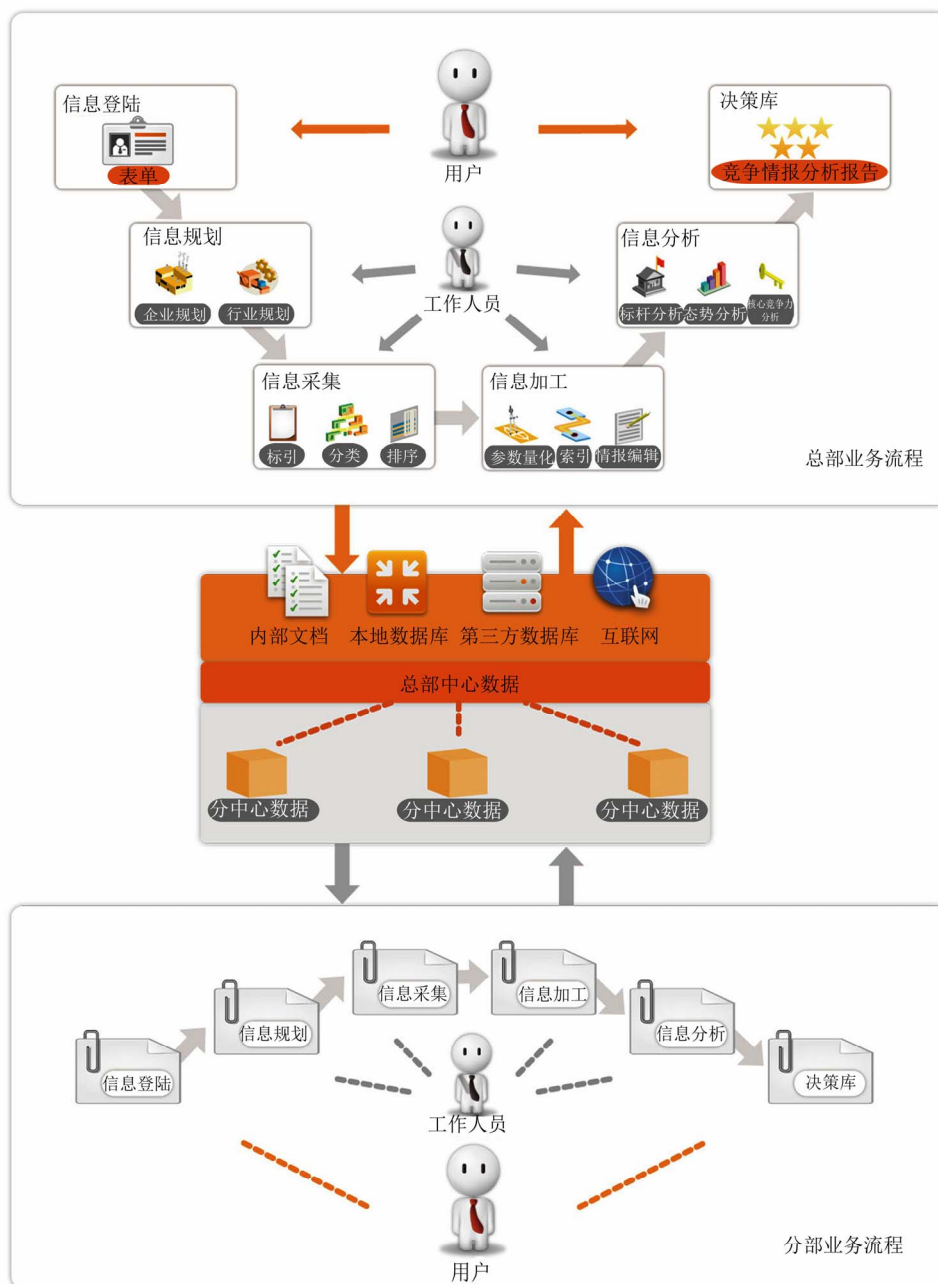 信息登陆
表单
用户
决策库
竞争情报分析报告
信息规划
企业规划
行业规划
工作人员
信息分析
标杆分析
态势分析
核心竞争力
分析
信息采集
标引
分类
排序
信息加工
参数量化
索引
情报编辑
总部业务流程
内部文档
本地数据库
第三方数据库
互联网
总部中心数据
分中心数据
分中心数据
分中心数据
信息登陆
信息规划
信息采集
信息加工
信息分析
决策库
工作人员
用户
分部业务流程